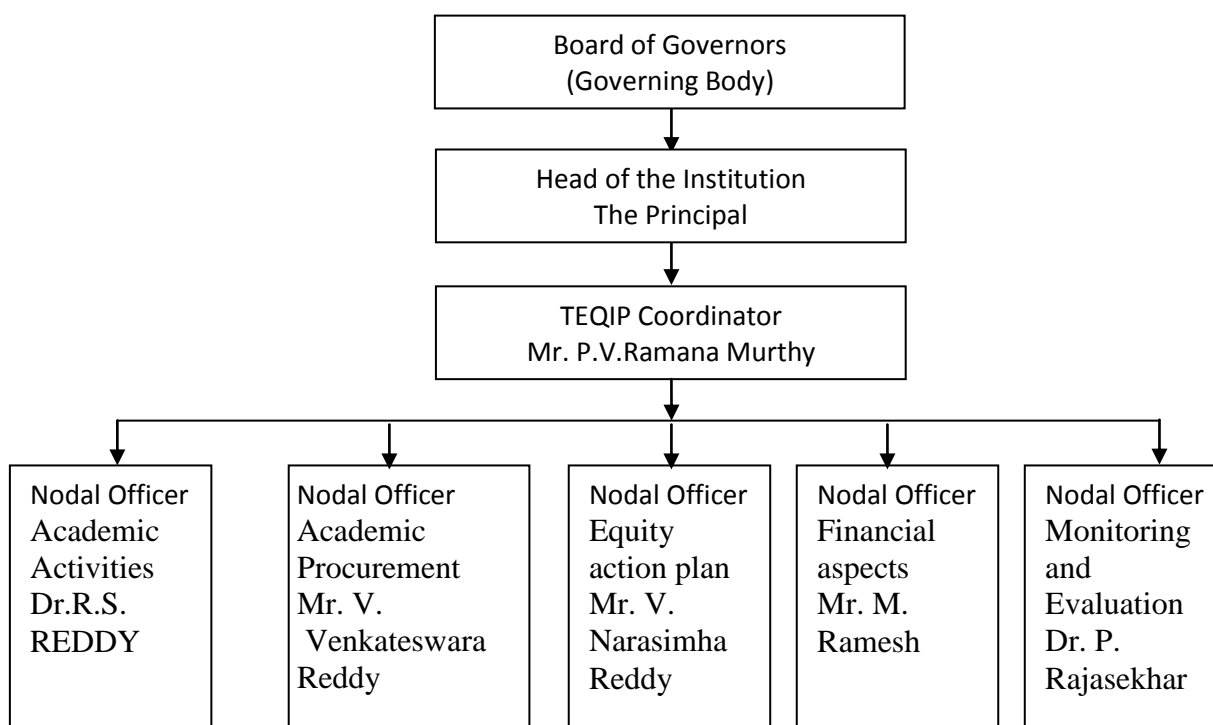 Board of Governors
(Governing Body)
Head of the Institution
The Principal
TEQIP Coordinator
Mr. P.V.Ramana Murthy
Nodal Officer
Academic
Activities
Dr.R.S.
REDDY
Nodal Officer
Academic
Procurement
Mr. V.
Venkateswara
Reddy
Nodal Officer
Equity
action plan
Mr. V.
Narasimha
Reddy
Nodal Officer
Financial
aspects
Mr. M.
Ramesh
Nodal Officer
Monitoring
and
Evaluation
Dr. P.
Rajasekhar